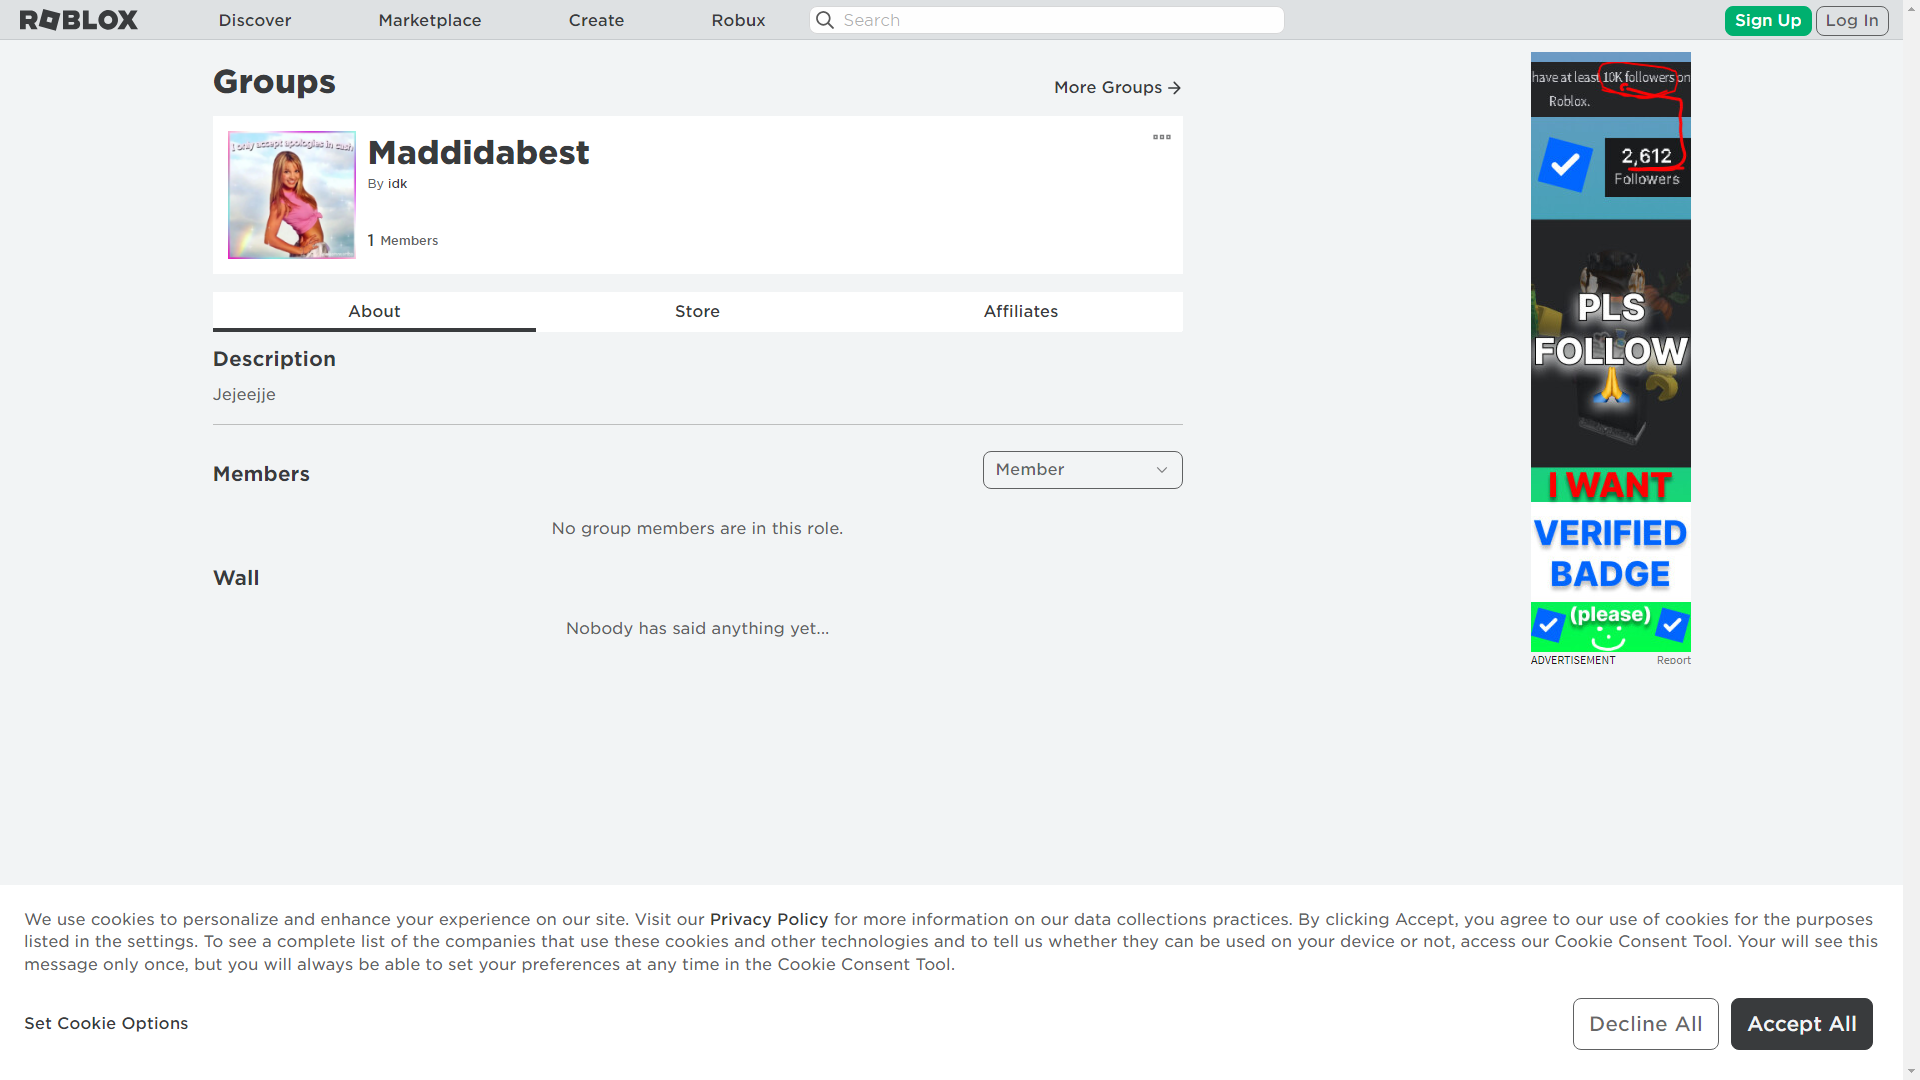 ROBLOX
Discover
Marketplace
Create
Robux
Search
Sign Up
Log In
Groups
More Groups
I only accept apologies in cash
Maddidabest
By idk
1 Members
About
Store
Affiliates
Description
Jejeejje
Members
Member
No group members are in this role.
Wall
Nobody has said anything yet...
have at least 10K followers on
Roblox.
2,612
Followers
PLS
FOLLOW
I WANT
VERIFIED
BADGE
(please)
ADVERTISEMENT
Report
We use cookies to personalize and enhance your experience on our site. Visit our Privacy Policy for more information on our data collections practices. By clicking Accept, you agree to our use of cookies for the purposes
listed in the settings. To see a complete list of the companies that use these cookies and other technologies and to tell us whether they can be used on your device or not, access our Cookie Consent Tool. Your will see this
message only once, but you will always be able to set your preferences at any time in the Cookie Consent Tool.
Set Cookie Options
Decline All
Accept All